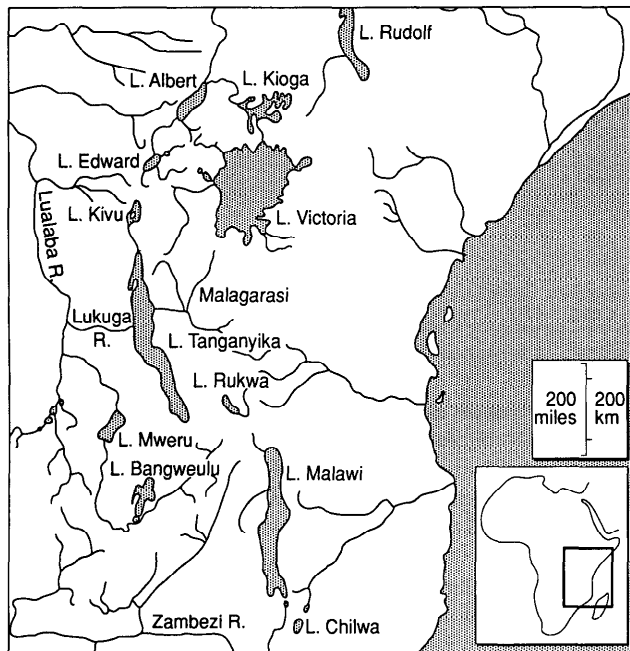 L. Rudolf
L. Albert
L. Kioga
L. Edward
L. Kivu
L. Victoria
Lualaba R.
Malagarasi
Lukuga
R.
L. Tanganyika
L. Rukwa
200 200
miles km
L. Mweru
L. Bangweulu
L. Malawi
Zambezi R.
L. Chilwa